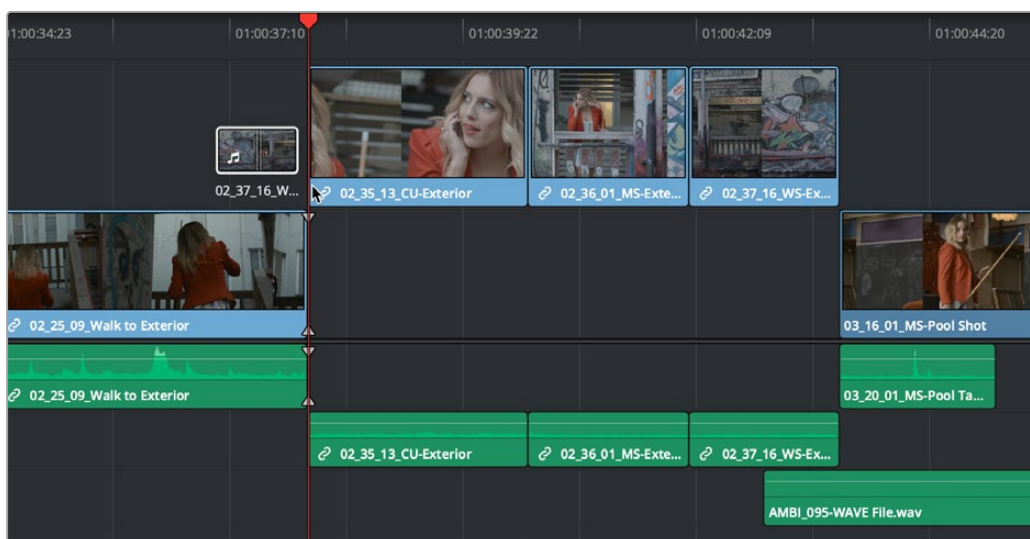 1:00:34:23 01:00:37:10 01:00:39:22 01:00:42:09 01:00:44:20
02_37_16_W...
02_35_13_CU-Exterior 02_36_01_MS-Exte... 02_37_16_WS-Ex...
02_25_09_Walk to Exterior 03_16_01_MS-Pool Shot
02_25_09_Walk to Exterior 03_20_01_MS-Pool Ta...
02_35_13_CU-Exterior 02_36_01_MS-Exte... 02_37_16_WS-Ex...
AMBI_095-WAVE File.wav